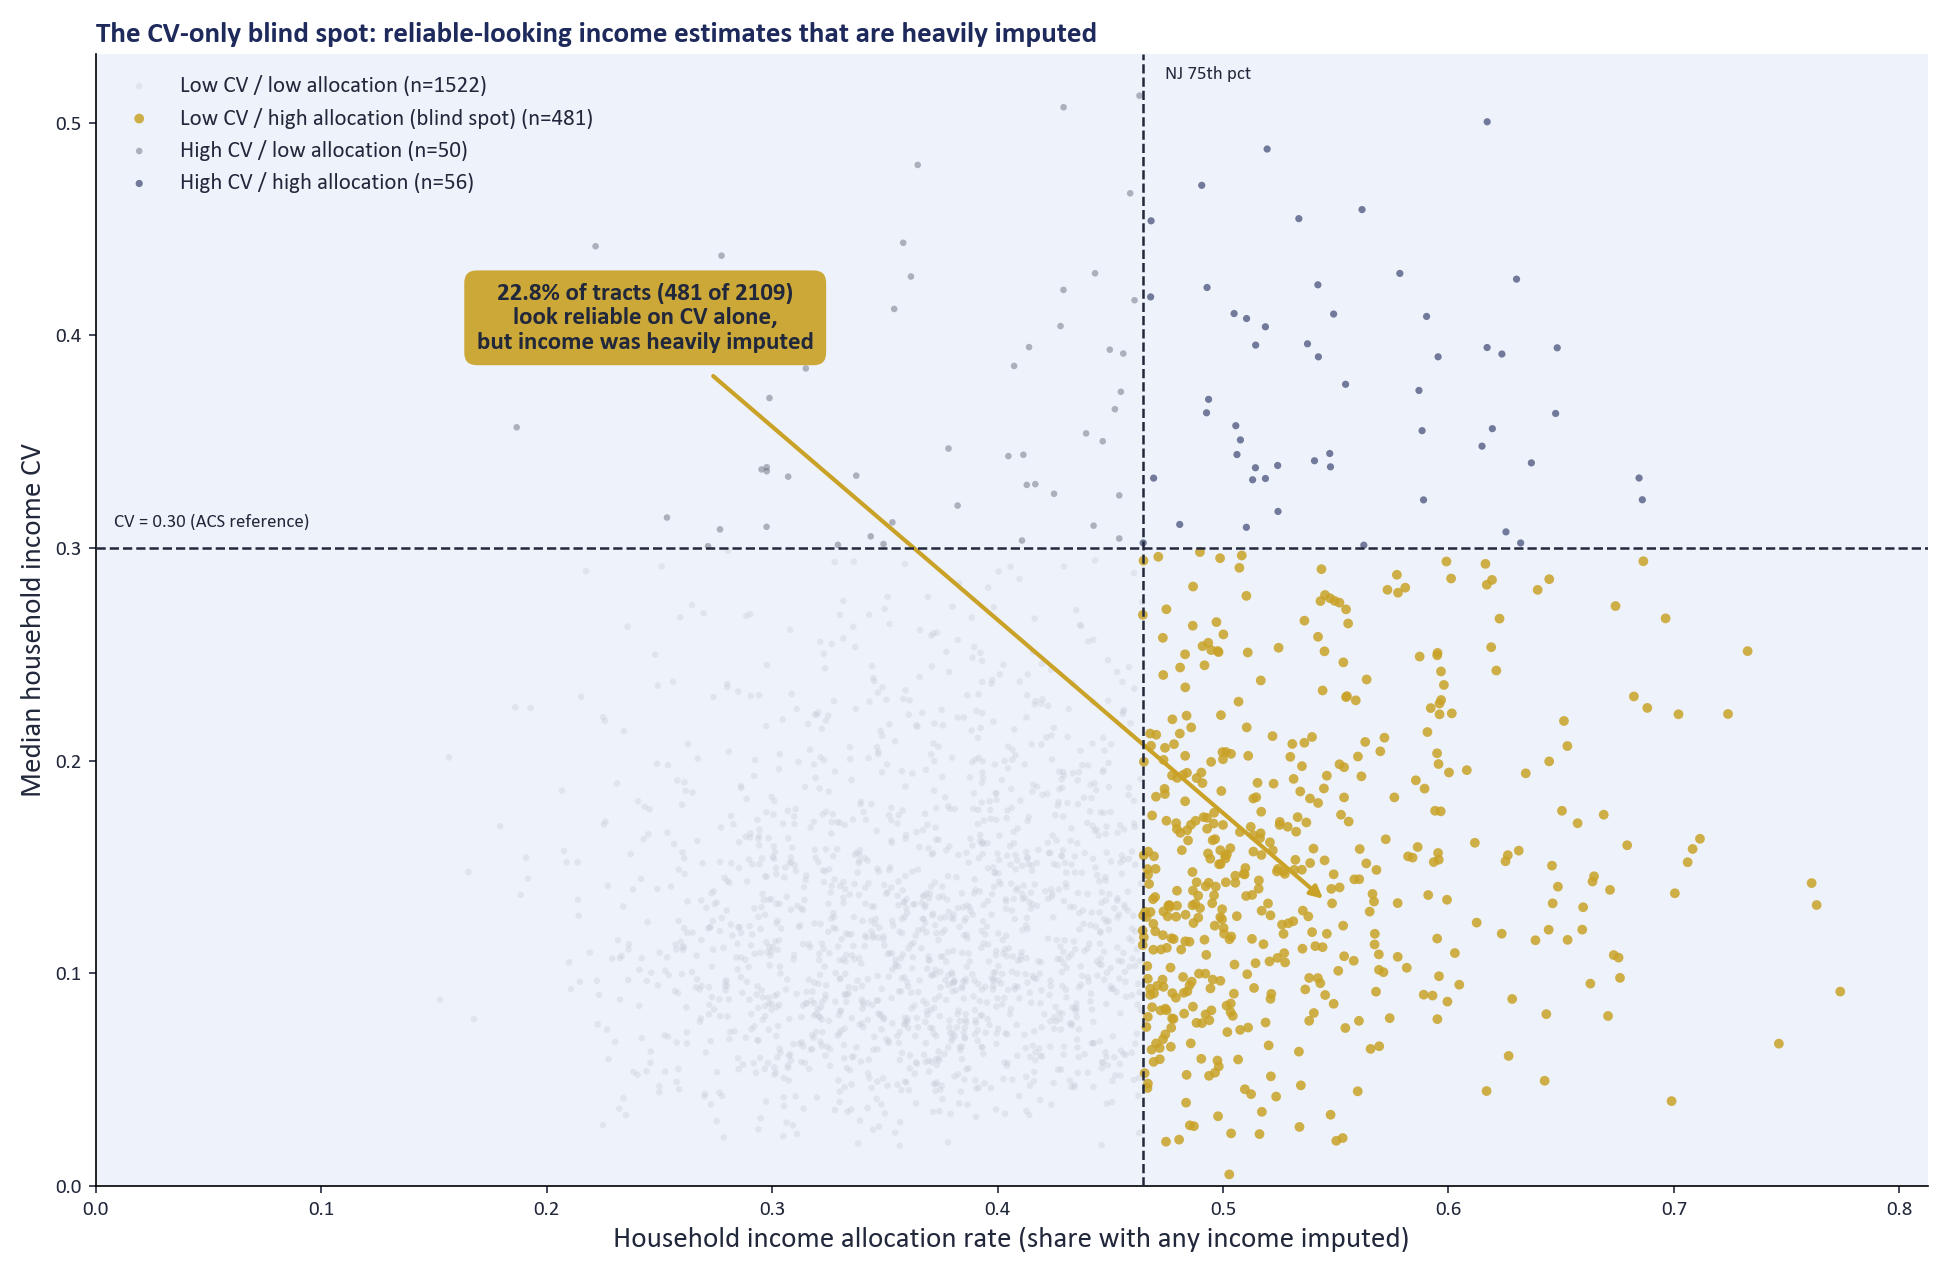 The CV-only blind spot: reliable-looking income estimates that are heavily imputed
Low CV / low allocation (n=1522)
Low CV / high allocation (blind spot) (n=481)
High CV / low allocation (n=50)
High CV / high allocation (n=56)
NJ 75th pct
22.8% of tracts (481 of 2109)
look reliable on CV alone,
but income was heavily imputed
CV = 0.30 (ACS reference)
Median household income CV
0.5
0.4
0.3
0.2
0.1
0.0
0.0 0.1 0.2 0.3 0.4 0.5 0.6 0.7 0.8
Household income allocation rate (share with any income imputed)